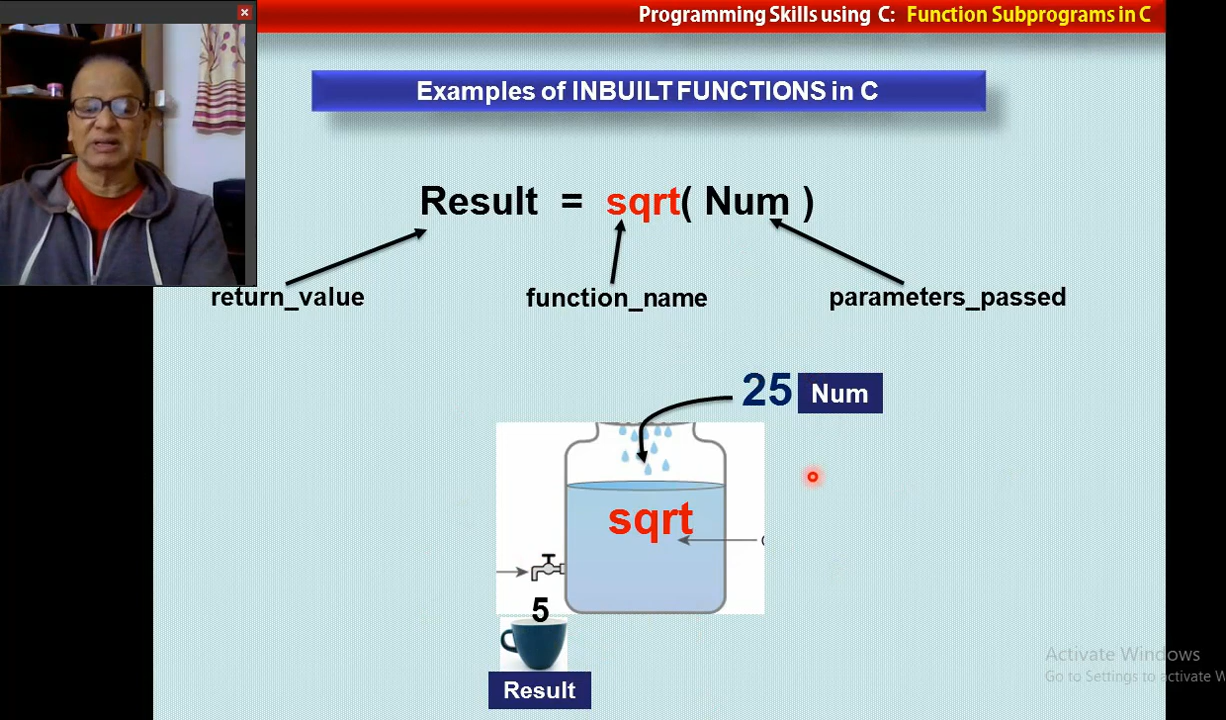 Programming Skills using C: Function Subprograms in C
Examples of INBUILT FUNCTIONS in C
Result = sqrt( Num )
return_value function_name parameters_passed
25 Num
sqrt
5
Result
Activate Windows
Go to Settings to activate W